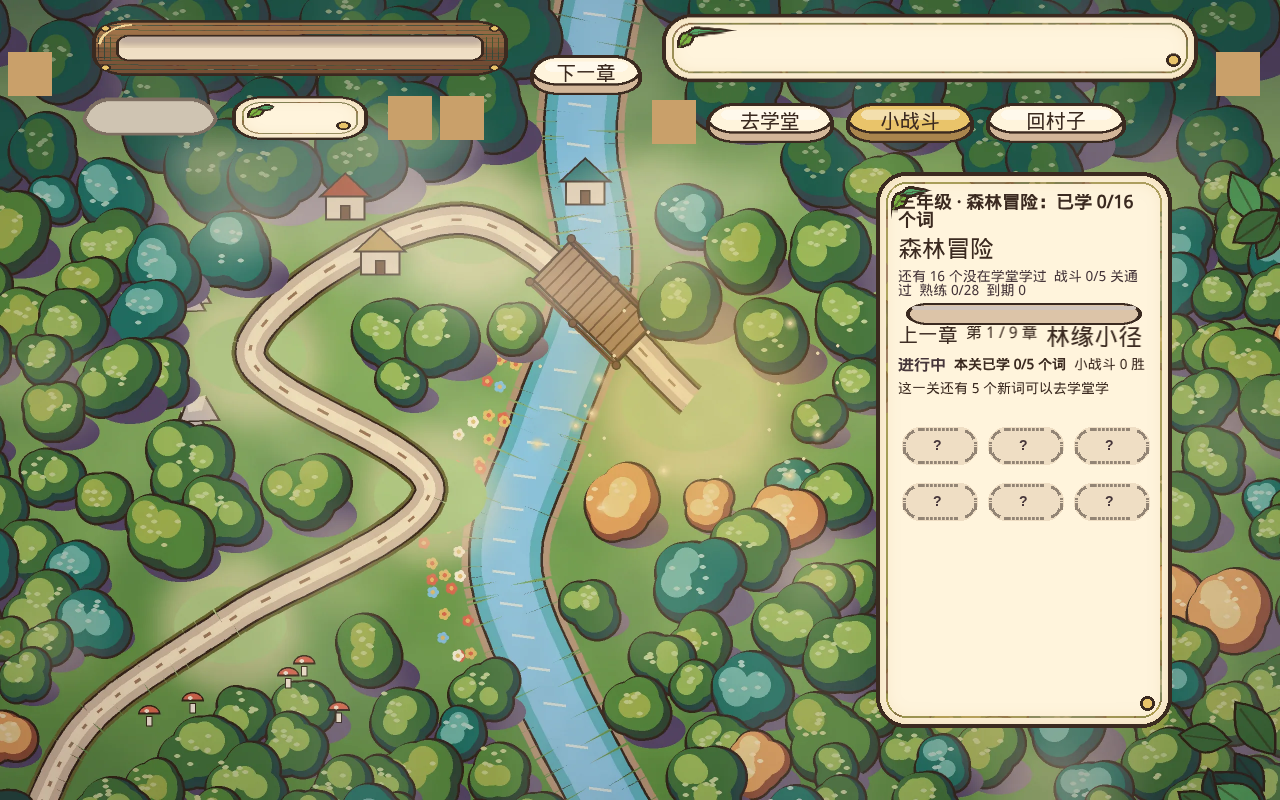 下一章
去学堂
小战斗
回村子
三年级 · 森林冒险：已学 0/16
个词
森林冒险
还有 16 个没在学堂学过 战斗 0/5 关通
过 熟练 0/28 到期 0
上一章 第 1 / 9 章 林缘小径
进行中 本关已学 0/5 个词 小战斗 0 胜
这一关还有 5 个新词可以去学堂学
? ? ?
? ? ?